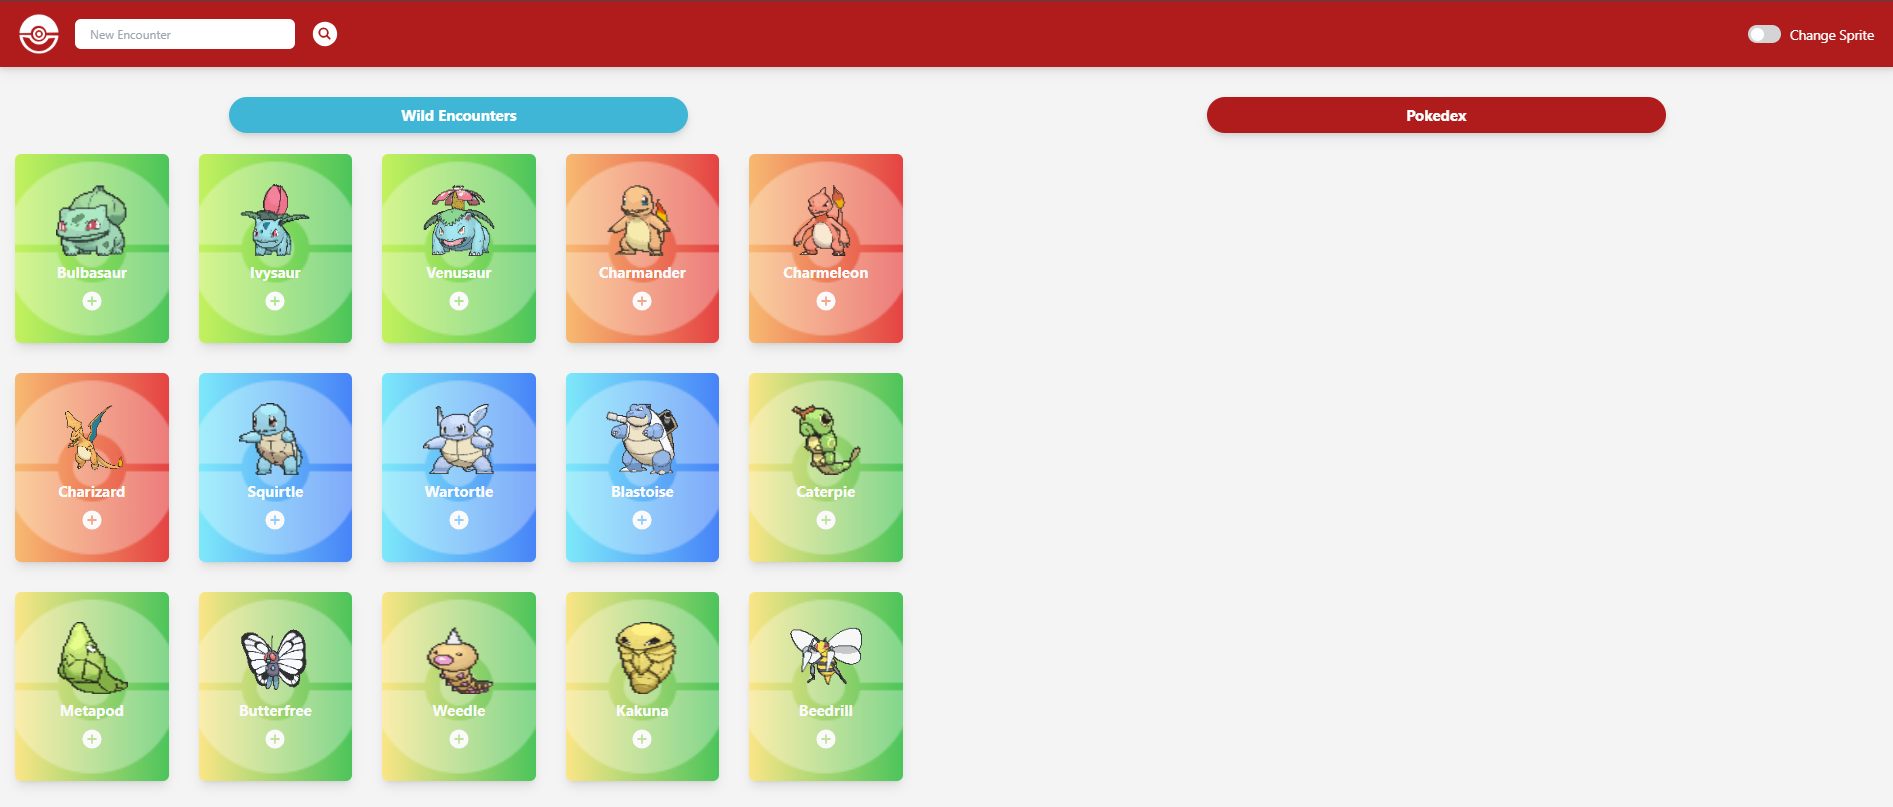 New Encounter
Change Sprite
Wild Encounters
Pokedex
Bulbasaur
Ivysaur
Venusaur
Charmander
Charmeleon
Charizard
Squirtle
Wartortle
Blastoise
Caterpie
Metapod
Butterfree
Weedle
Kakuna
Beedrill